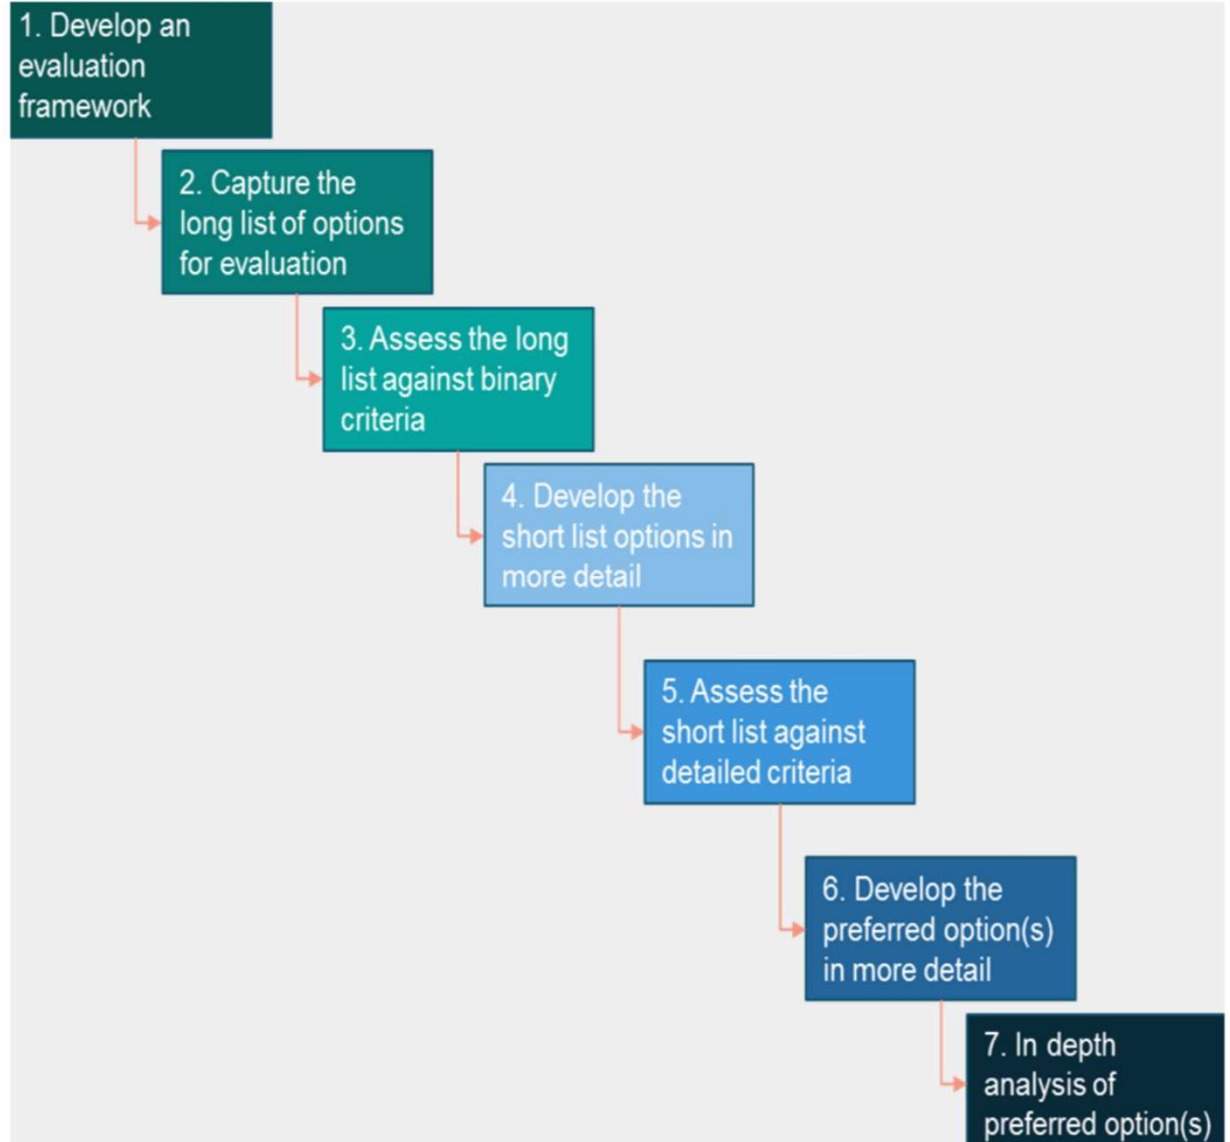 1. Develop an
evaluation
framework
2. Capture the
long list of options
for evaluation
3. Assess the long
list against binary
criteria
4. Develop the
short list options in
more detail
5. Assess the
short list against
detailed criteria
6. Develop the
preferred option(s)
in more detail
7. In depth
analysis of
preferred option(s)